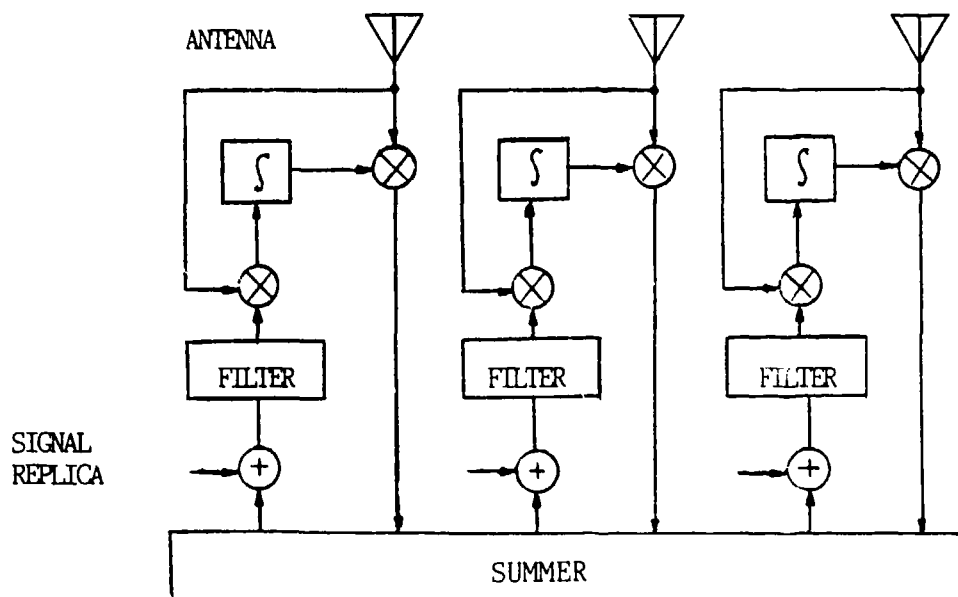 ANTENNA
∫ ∫ ∫
FILTER FILTER FILTER
SIGNAL
REPLICA
+ + +
SUMMER